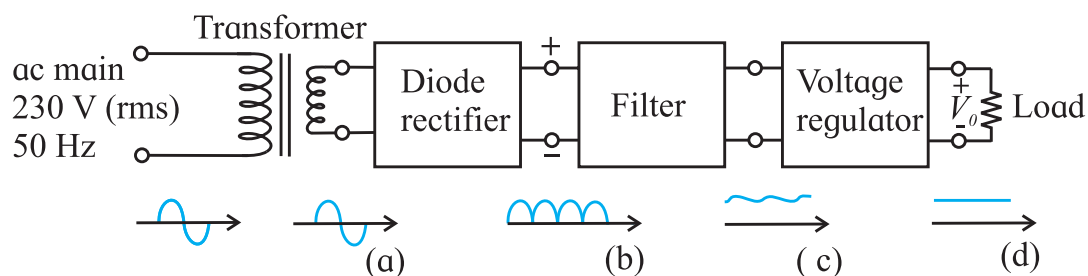 Transformer
ac main
230 V (rms)
50 Hz
Diode
rectifier
+
-
Filter
Voltage
regulator
+
V0
-
Load
(a)
(b)
( c)
(d)